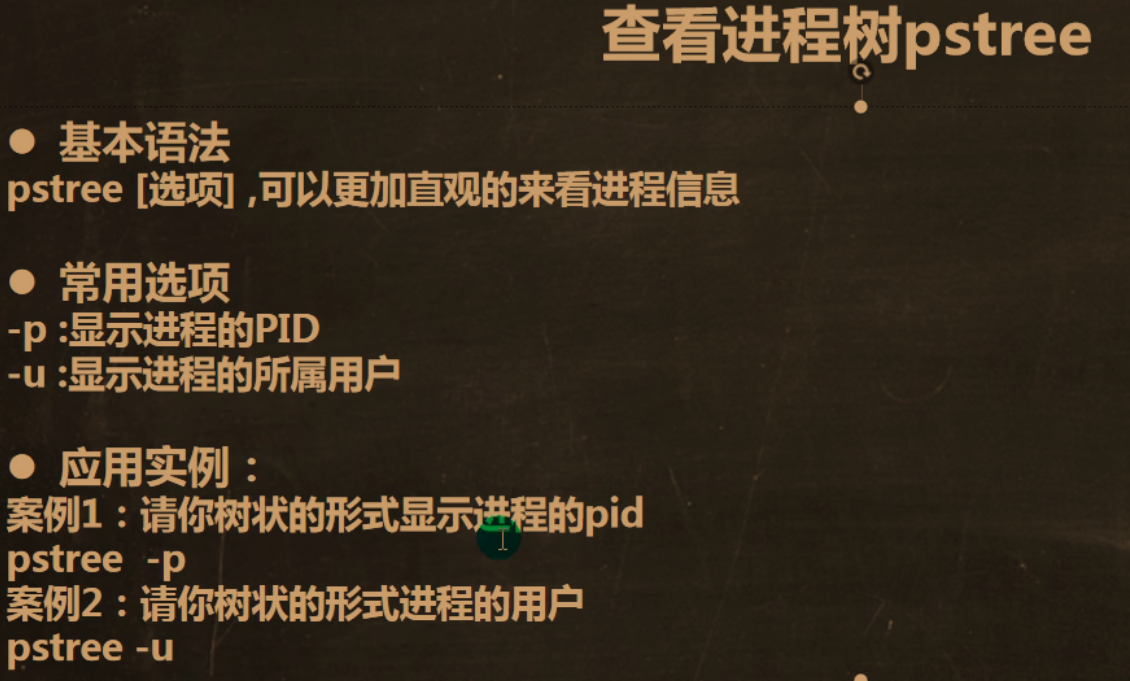 查看进程树pstree
● 基本语法
pstree [选项] ,可以更加直观的来看进程信息
● 常用选项
-p :显示进程的PID
-u :显示进程的所属用户
● 应用实例：
案例1：请你树状的形式显示进程的pid
pstree  -p
案例2：请你树状的形式进程的用户
pstree -u